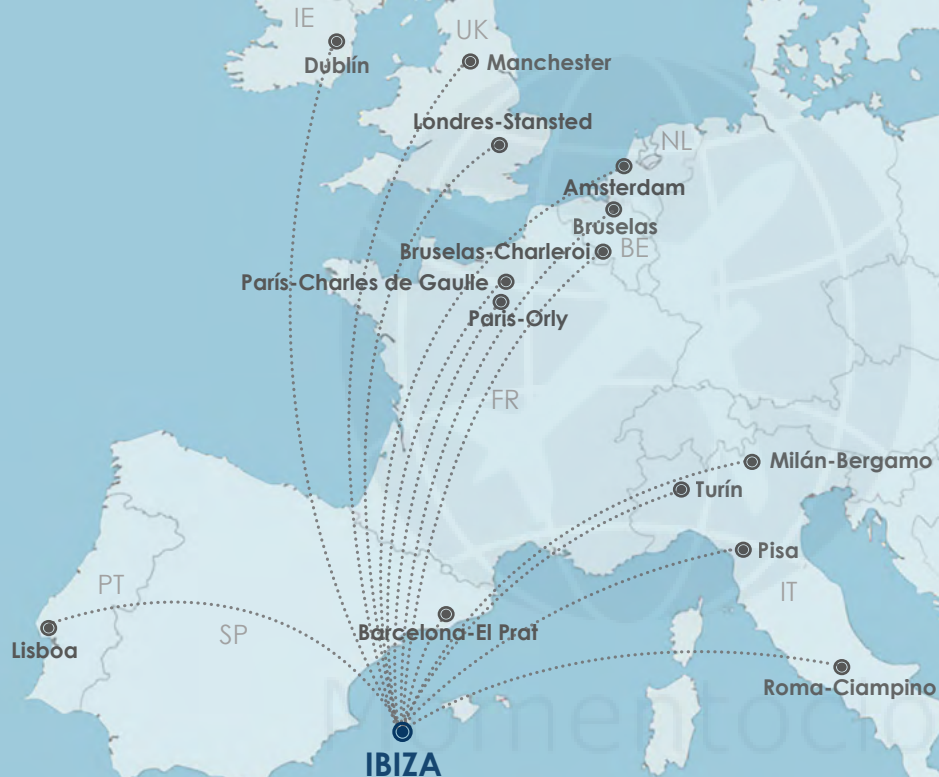 IE
UK
Dublín
Manchester
Londres-Stansted
NL
Amsterdam
Bruselas
Bruselas-Charleroi
BE
París-Charles de Gaulle
París-Orly
FR
Milán-Bergamo
Turín
Pisa
PT
IT
SP
Lisboa
Barcelona-El Prat
Roma-Ciampino
Momentocio
IBIZA